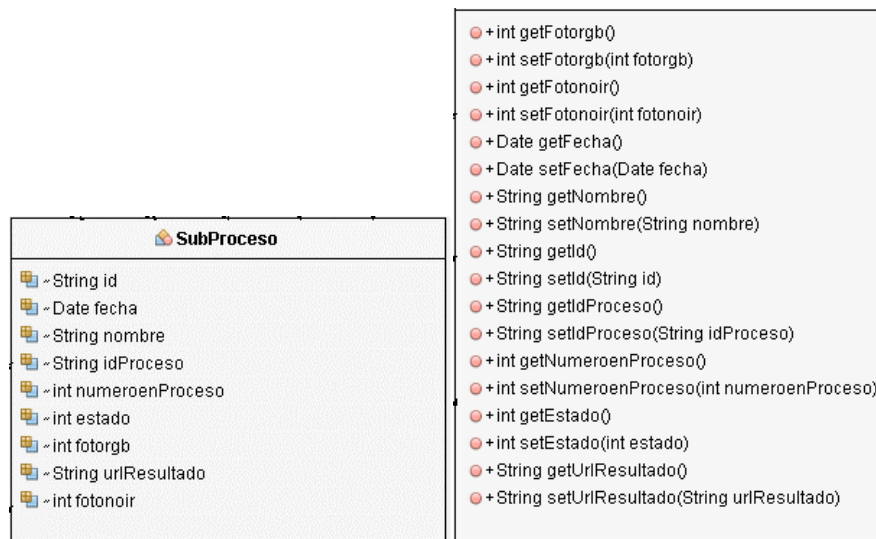 SubProceso
~String id
~Date fecha
~String nombre
~String idProceso
~int numeroenProceso
~int estado
~int fotorgb
~String urlResultado
~int fotonoir
+int getFotorgb()
+int setFotorgb(int fotorgb)
+int getFotonoir()
+int setFotonoir(int fotonoir)
+Date getFecha()
+Date setFecha(Date fecha)
+String getNombre()
+String setNombre(String nombre)
+String getId()
+String setId(String id)
+String getIdProceso()
+String setIdProceso(String idProceso)
+int getNumeroenProceso()
+int setNumeroenProceso(int numeroenProceso)
+int getEstado()
+int setEstado(int estado)
+String getUrlResultado()
+String setUrlResultado(String urlResultado)